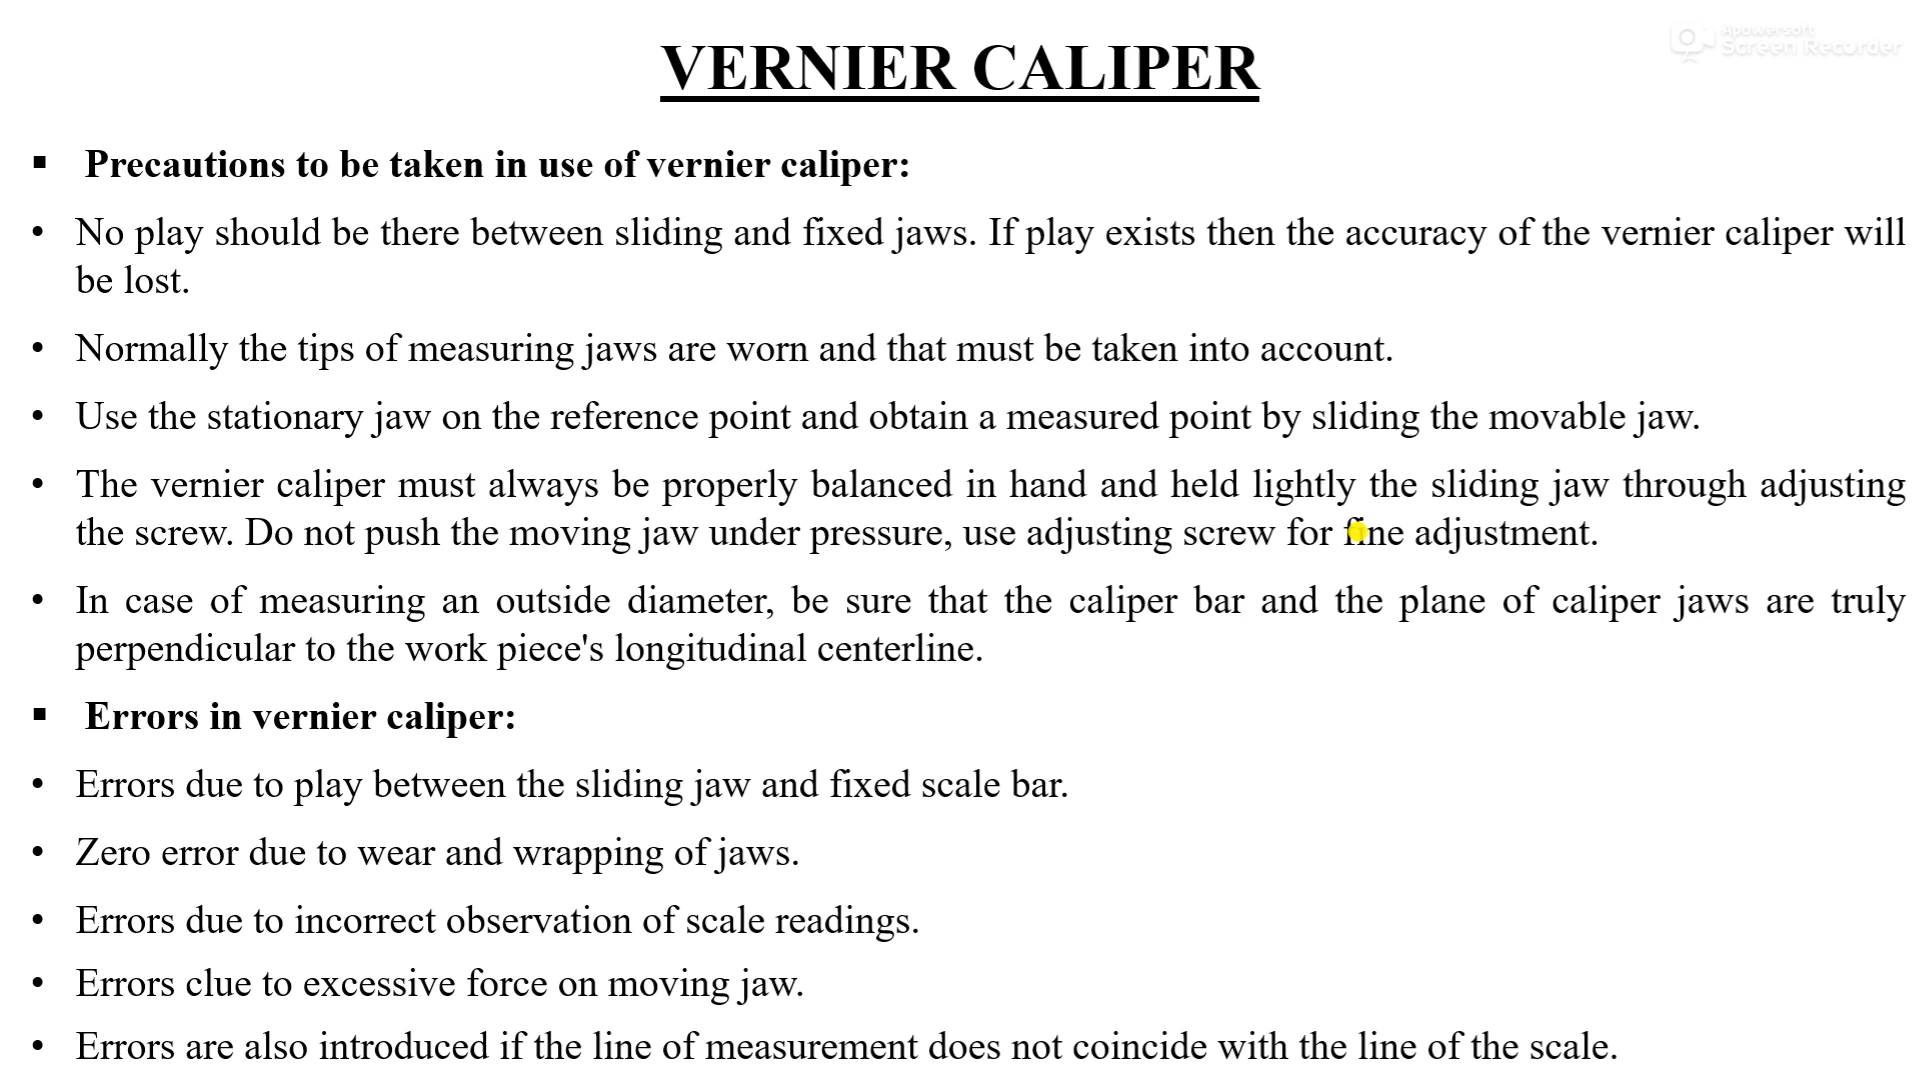 Apowersoft
Screen Recorder
VERNIER CALIPER
▪ Precautions to be taken in use of vernier caliper:
• No play should be there between sliding and fixed jaws. If play exists then the accuracy of the vernier caliper will
be lost.
• Normally the tips of measuring jaws are worn and that must be taken into account.
• Use the stationary jaw on the reference point and obtain a measured point by sliding the movable jaw.
• The vernier caliper must always be properly balanced in hand and held lightly the sliding jaw through adjusting
the screw. Do not push the moving jaw under pressure, use adjusting screw for fine adjustment.
• In case of measuring an outside diameter, be sure that the caliper bar and the plane of caliper jaws are truly
perpendicular to the work piece's longitudinal centerline.
▪ Errors in vernier caliper:
• Errors due to play between the sliding jaw and fixed scale bar.
• Zero error due to wear and wrapping of jaws.
• Errors due to incorrect observation of scale readings.
• Errors clue to excessive force on moving jaw.
• Errors are also introduced if the line of measurement does not coincide with the line of the scale.